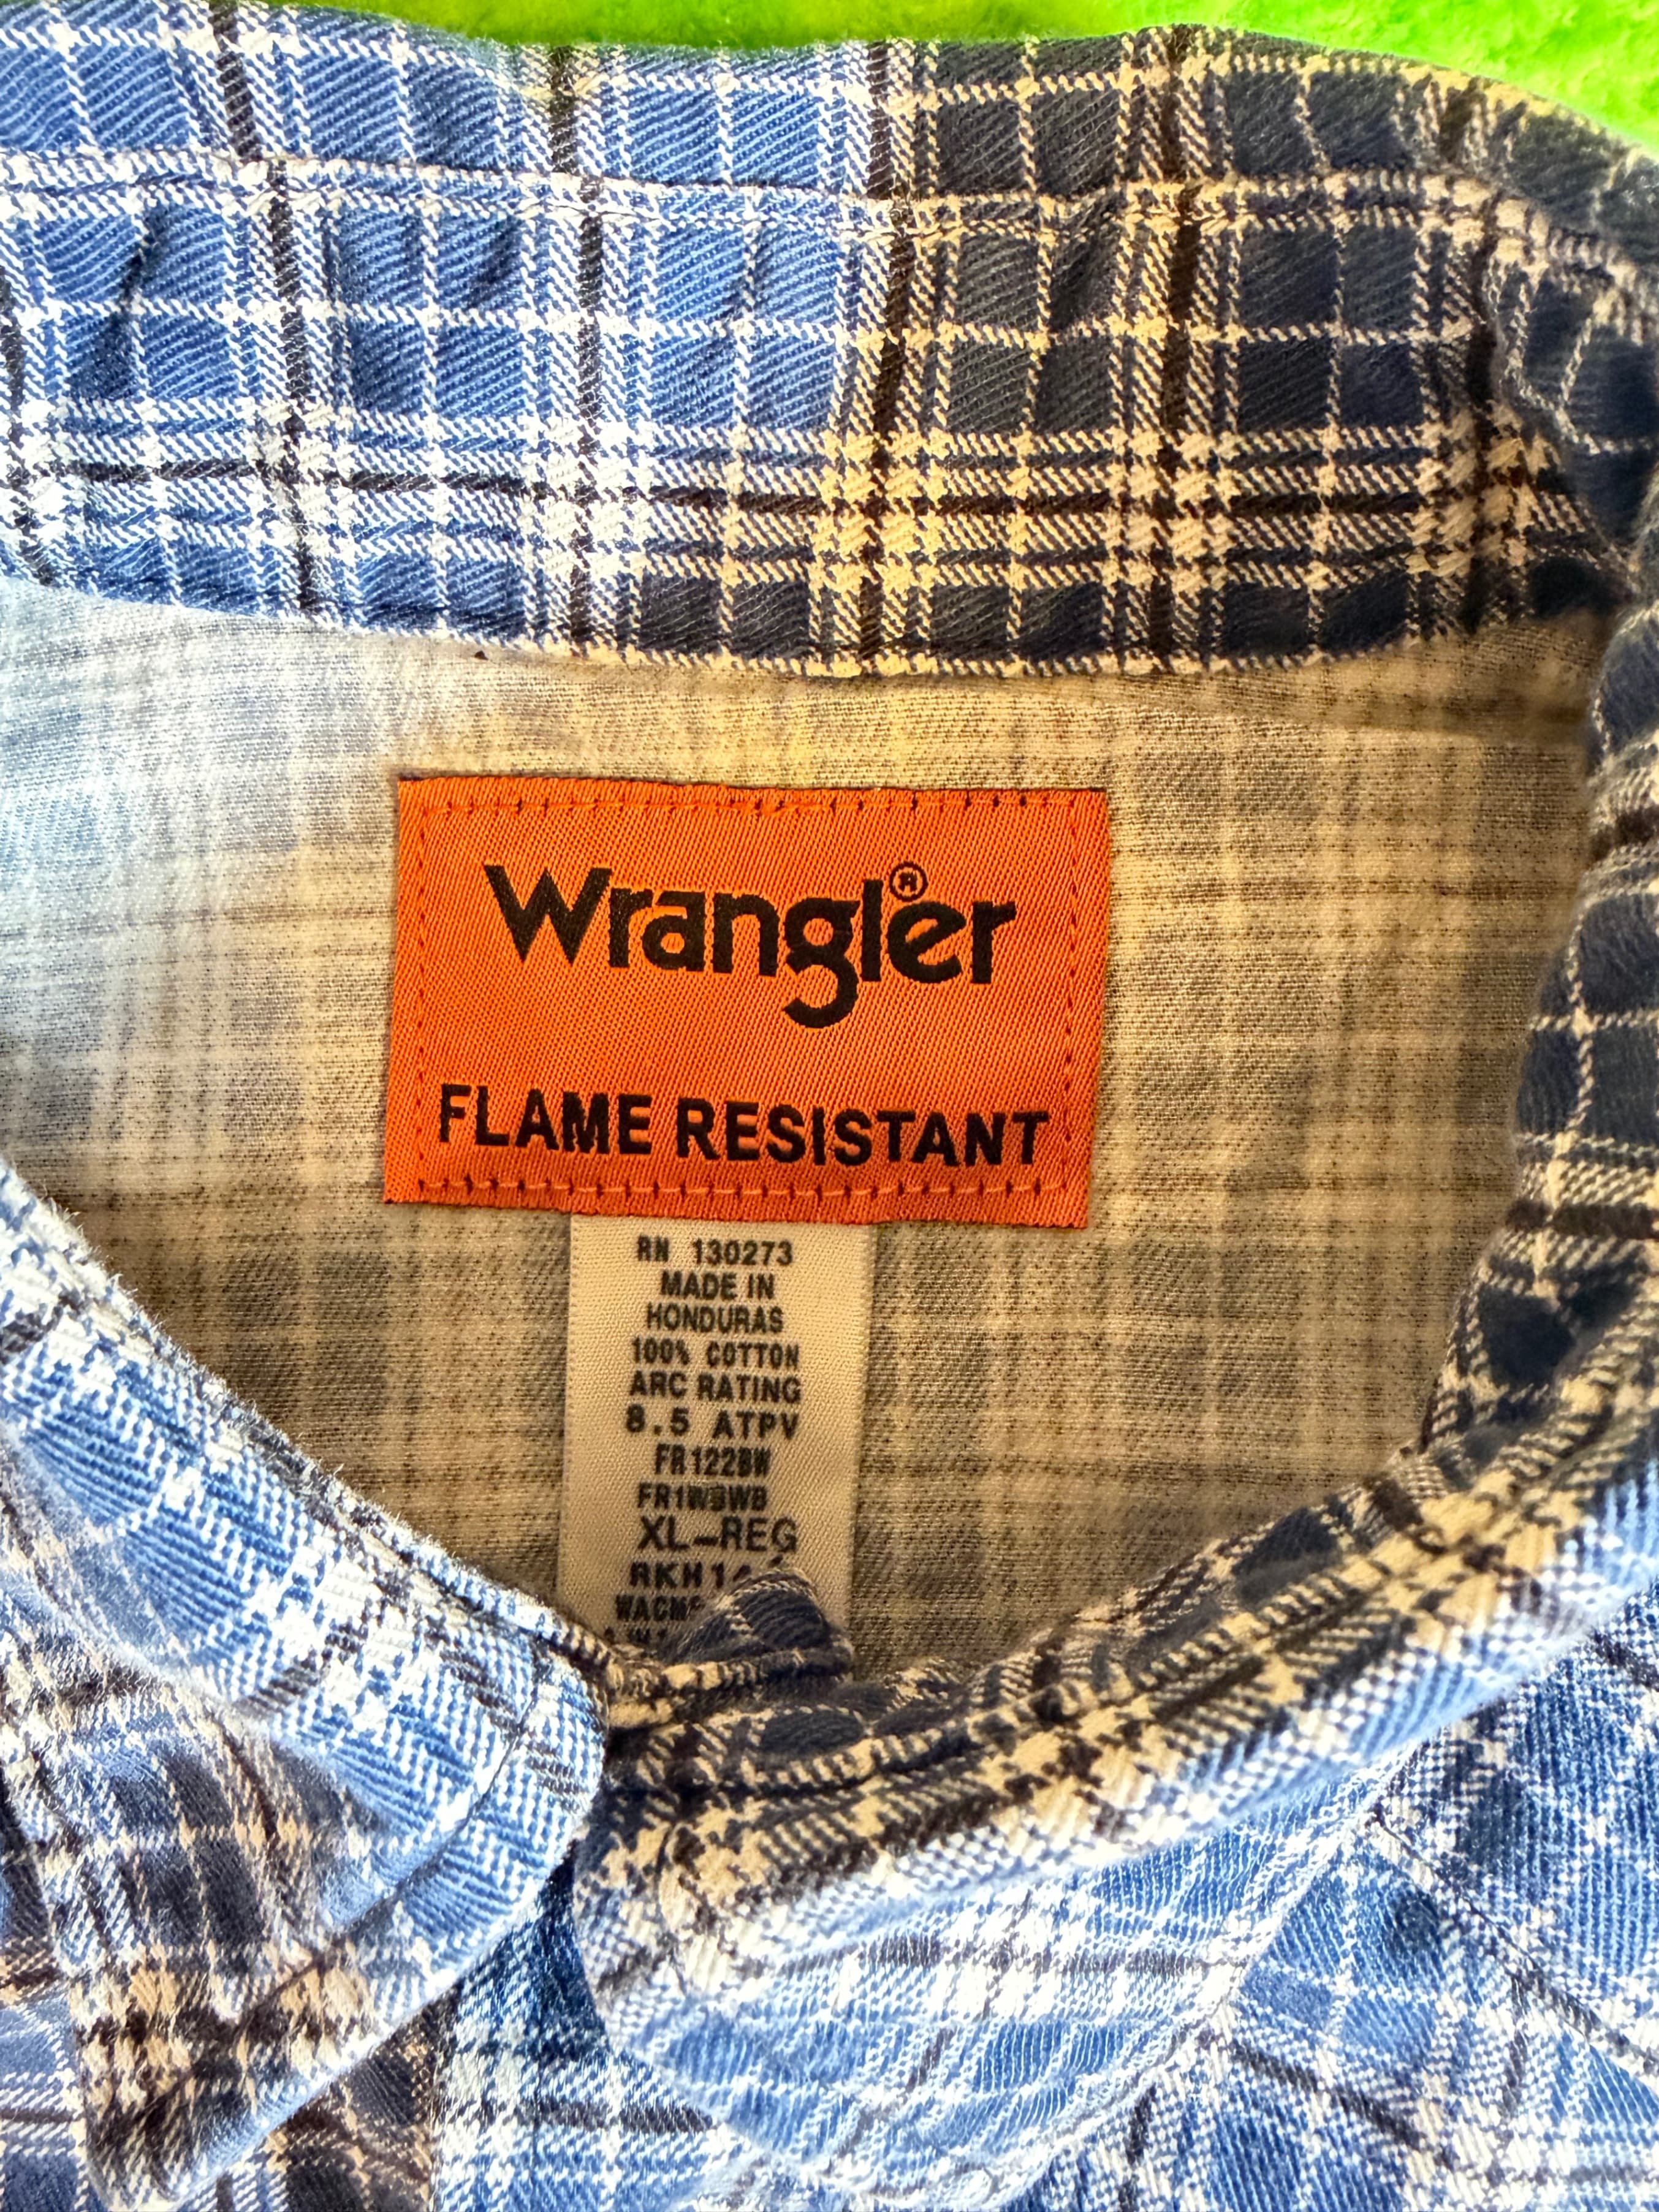 Wrangler®
FLAME RESISTANT
RN 130273
MADE IN
HONDURAS
100% COTTON
ARC RATING
8.5 ATPV
FR122BW
FR1WBWB
XL-REG